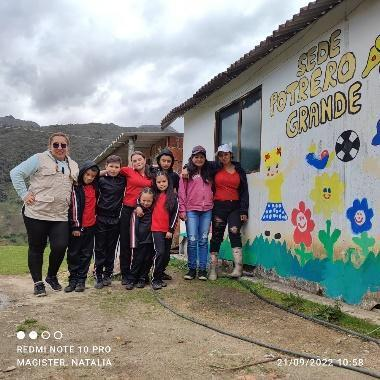 SEDE
POTRERO
GRANDE
REDMI NOTE 10 PRO
MAGISTER. NATALIA
21/09/2022 10:58